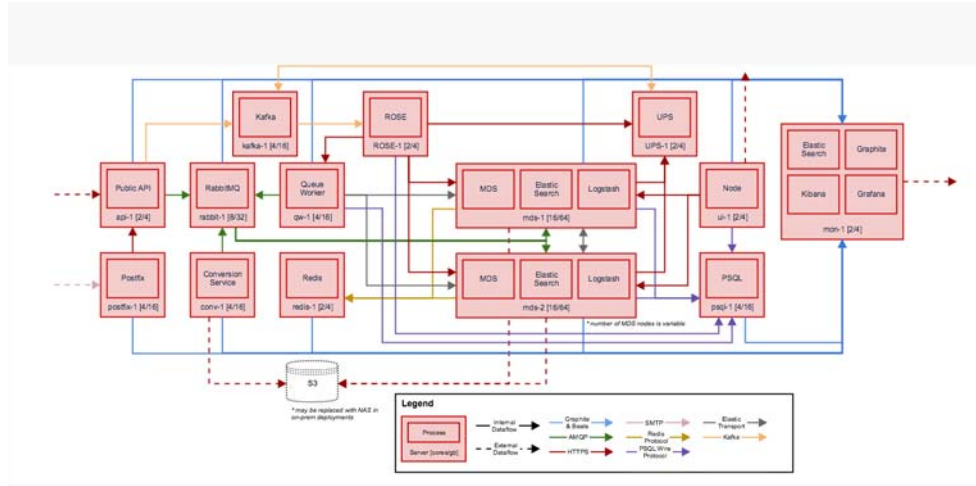 Kafka
kafka-1 [4/16]
ROSE
ROSE-1 [2/4]
UPS
UPS-1 [2/4]
Elastic
Search
Graphite
Kibana
Grafana
mon-1 [2/4]
Public API
api-1 [2/4]
RabbitMQ
rabbit-1 [8/32]
Queue
Worker
qw-1 [4/16]
MDS
Elastic
Search
Logstash
mds-1 [16/64]
Node
ui-1 [2/4]
Postfix
postfix-1 [4/16]
Conversion
Service
conv-1 [4/16]
Redis
redis-1 [2/4]
MDS
Elastic
Search
Logstash
mds-2 [16/64]
PSQL
psql-1 [4/16]
* number of MDS nodes is variable
S3
* may be replaced with NAS in
on-prem deployments
Legend
Process
Server [cores/gb]
Internal
Dataflow
External
Dataflow
Graphite
& Beats
AMQP
HTTPS
SMTP
Redis
Protocol
PSQL Wire
Protocol
Elastic
Transport
Kafka